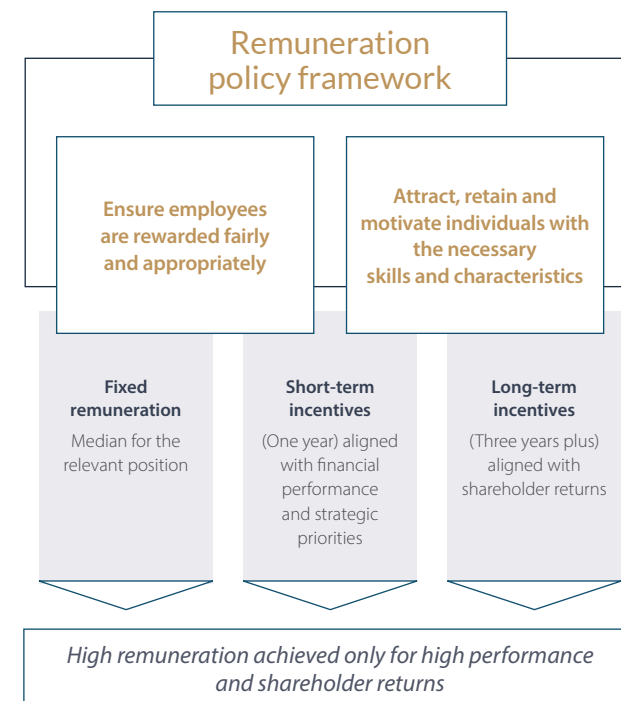 Remuneration
policy framework
Ensure employees
are rewarded fairly
and appropriately
Attract, retain and
motivate individuals with
the necessary
skills and characteristics
Fixed
remuneration
Median for the
relevant position
Short-term
incentives
(One year) aligned
with financial
performance
and strategic
priorities
Long-term
incentives
(Three years plus)
aligned with
shareholder returns
High remuneration achieved only for high performance
and shareholder returns